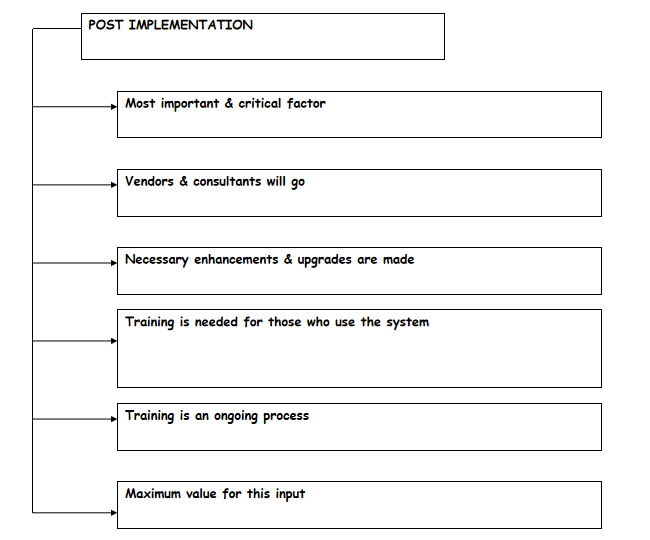 POST IMPLEMENTATION
Most important & critical factor
Vendors & consultants will go
Necessary enhancements & upgrades are made
Training is needed for those who use the system
Training is an ongoing process
Maximum value for this input